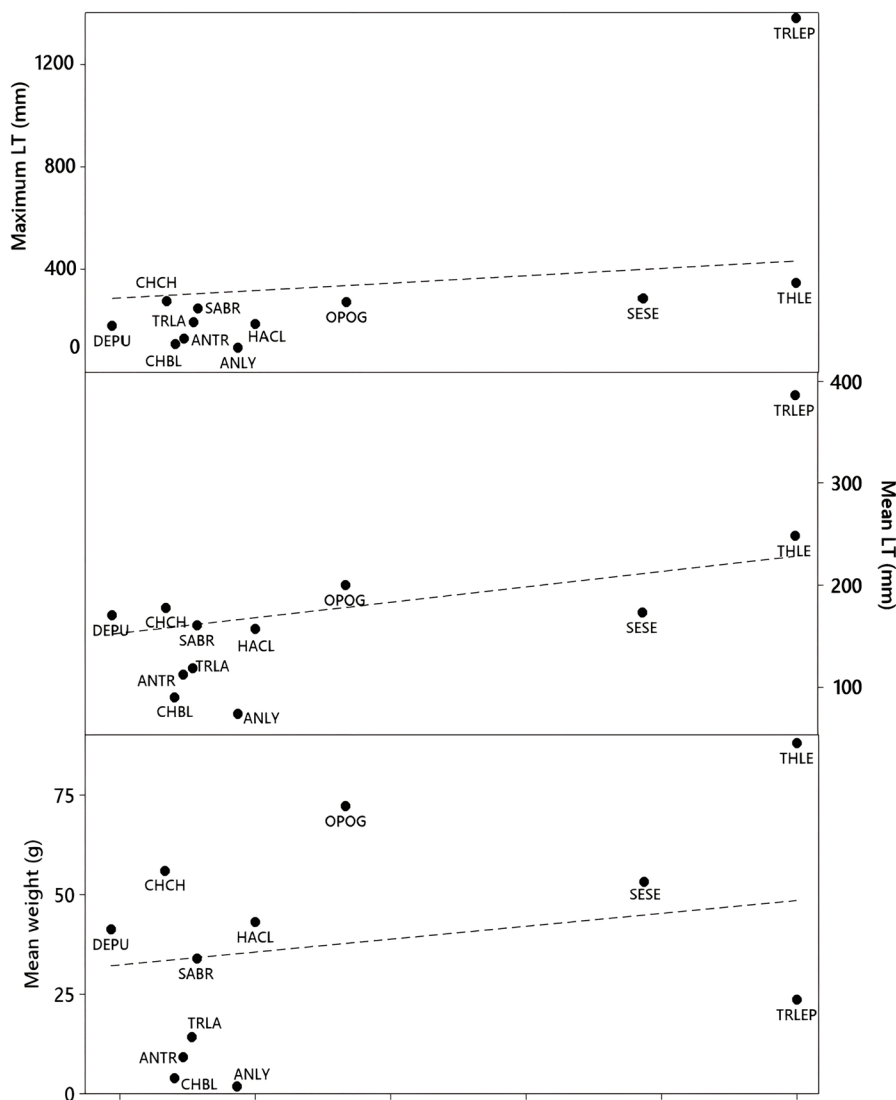 Maximum LT (mm)
1200
800
400
0
TRLEP
CHCH
SABR
TRLA
DEPU
ANTR
HACL
CHBL
ANLY
OPOG
SESE
THLE
Mean LT (mm)
400
300
200
100
TRLEP
THLE
OPOG
DEPU
CHCH
SABR
HACL
SESE
TRLA
ANTR
CHBL
ANLY
Mean weight (g)
75
50
25
0
THLE
OPOG
CHCH
SESE
DEPU
HACL
SABR
TRLEP
TRLA
ANTR
CHBL
ANLY